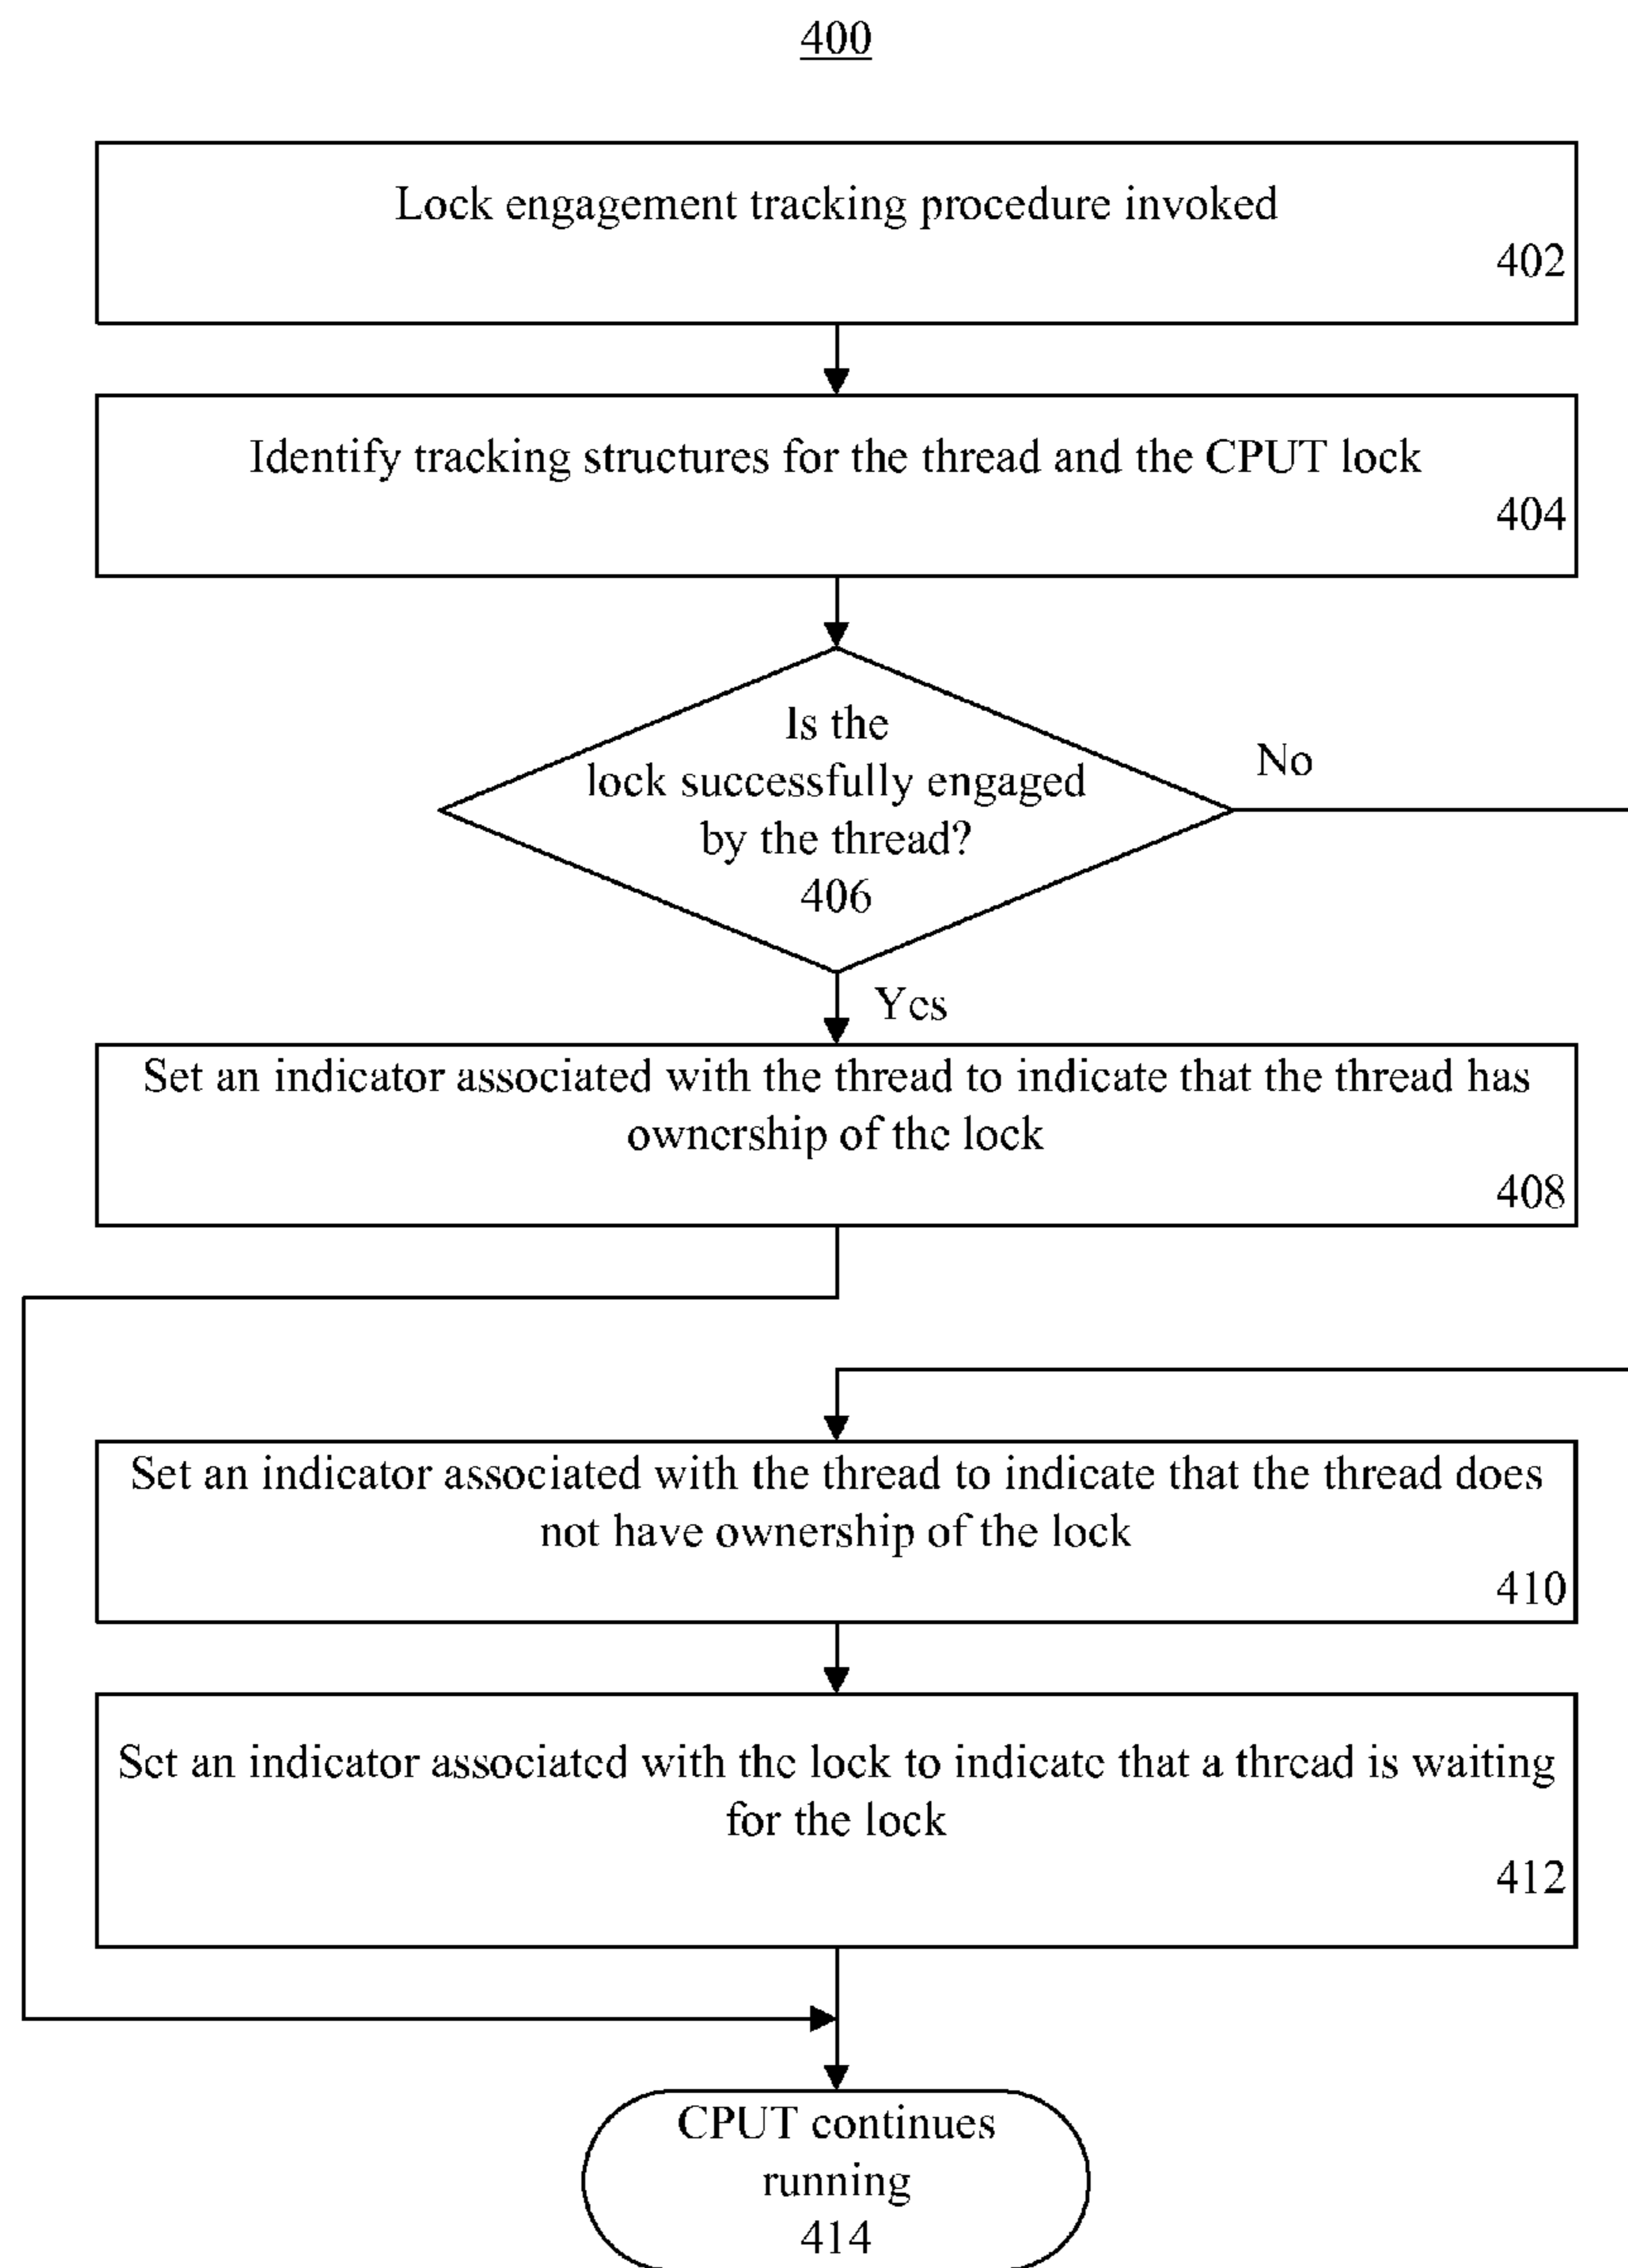 400
Lock engagement tracking procedure invoked
402
Identify tracking structures for the thread and the CPUT lock
404
Is the
lock successfully engaged
by the thread?
406
No
Yes
Set an indicator associated with the thread to indicate that the thread has
ownership of the lock
408
Set an indicator associated with the thread to indicate that the thread does
not have ownership of the lock
410
Set an indicator associated with the lock to indicate that a thread is waiting
for the lock
412
CPUT continues
running
414